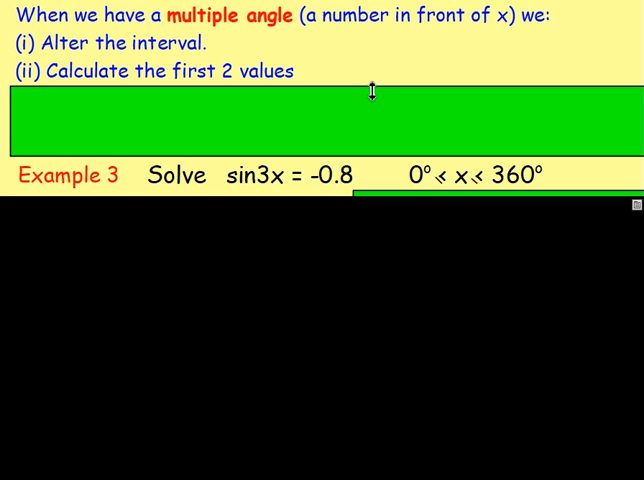 When we have a multiple angle (a number in front of x) we:
(i) Alter the interval.
(ii) Calculate the first 2 values
Example 3 Solve sin3x = -0.8 0° ≤ x ≤ 360°